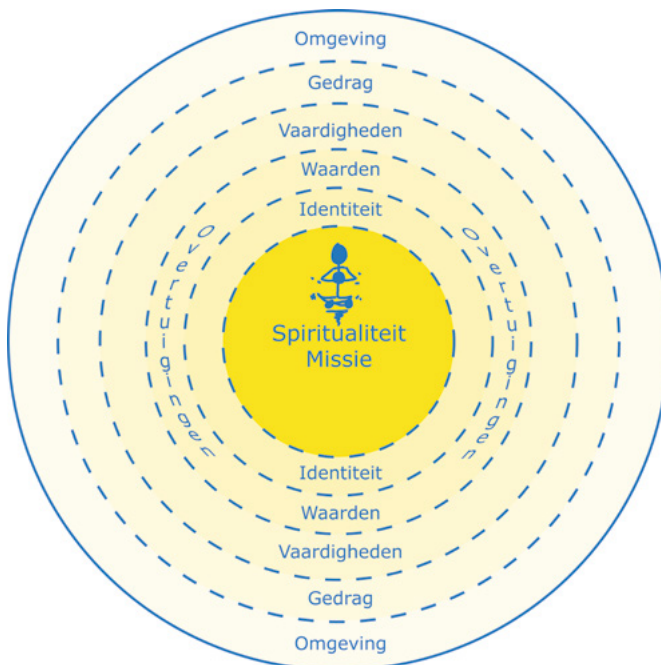 Omgeving
Gedrag
Vaardigheden
Waarden
Identiteit
Overtuigingen
Overtuigingen
Spiritualiteit
Missie
Identiteit
Waarden
Vaardigheden
Gedrag
Omgeving